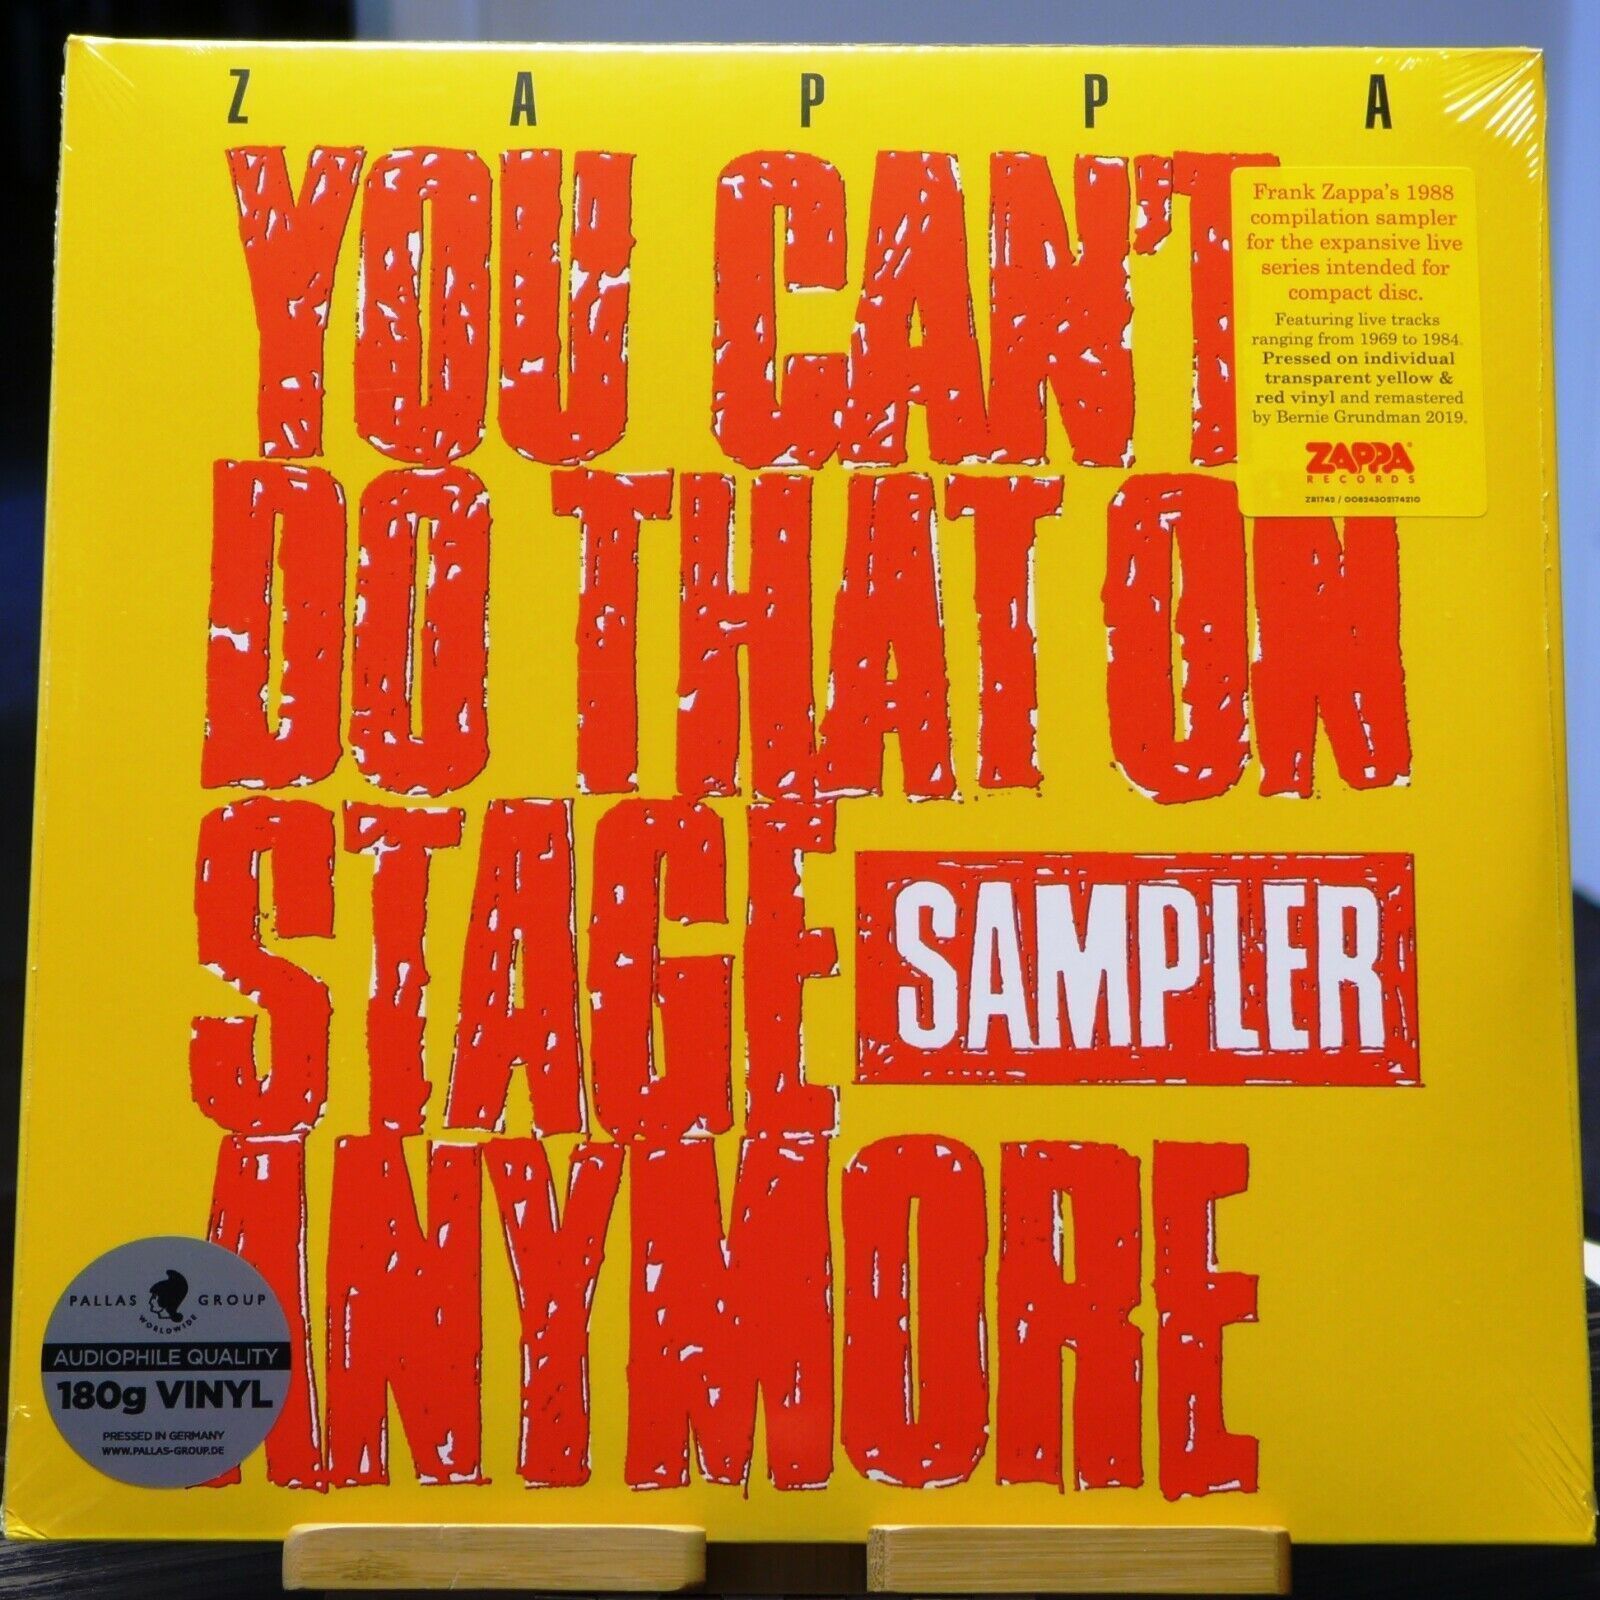 ZAPPA
YOU CAN'T
DO THAT ON
STAGE
ANYMORE
SAMPLER
Frank Zappa's 1988
compilation sampler
for the expansive live
series intended for
compact disc.
Featuring live tracks
ranging from 1969 to 1984.
Pressed on individual
transparent yellow &
red vinyl and remastered
by Bernie Grundman 2019.
ZAPPA®
RECORDS
ZR1742 / 00824302174210
PALLAS GROUP
WORLDWIDE
AUDIOPHILE QUALITY
180g VINYL
PRESSED IN GERMANY
WWW.PALLAS-GROUP.DE